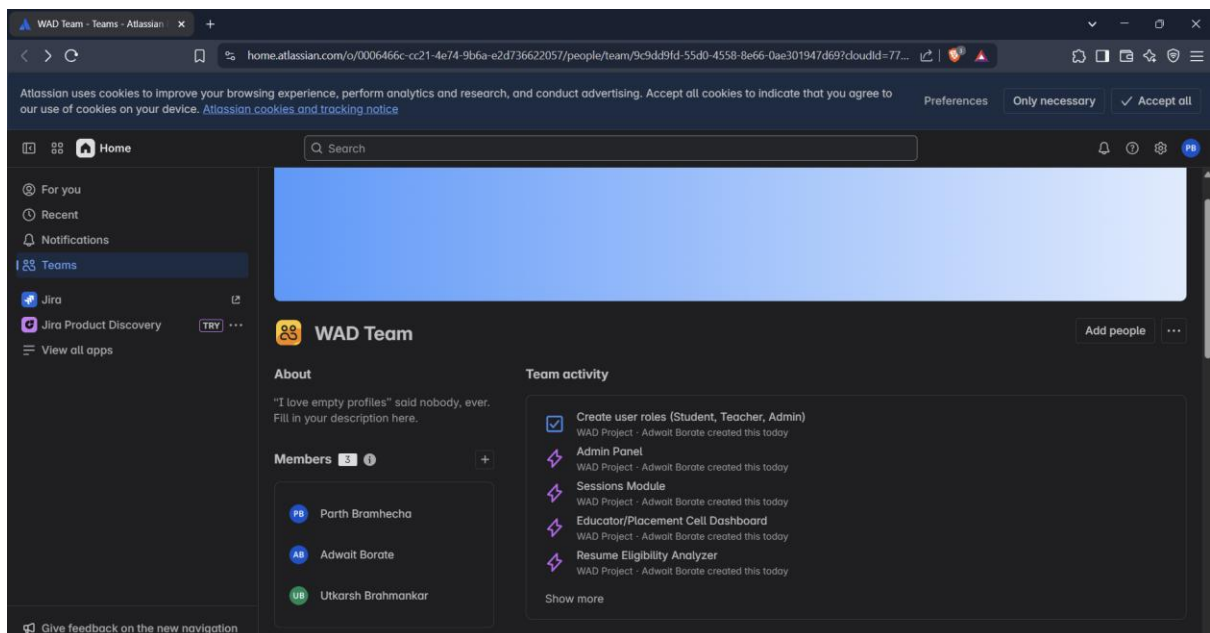 WAD Team - Teams - Atlassian
home.atlassian.com/o/0006466c-cc21-4e74-9b6a-e2d736622057/people/team/9c9dd9fd-55d0-4558-8e66-0ae301947d69?cloudId=77...
Atlassian uses cookies to improve your browsing experience, perform analytics and research, and conduct advertising. Accept all cookies to indicate that you agree to
our use of cookies on your device. Atlassian cookies and tracking notice
Preferences
Only necessary
Accept all
Home
Search
PB
For you
Recent
Notifications
Teams
Jira
Jira Product Discovery TRY
View all apps
WAD Team
Add people
About
"I love empty profiles" said nobody, ever.
Fill in your description here.
Members 3
PB Parth Bramhecha
AB Adwait Borate
UB Utkarsh Brahmankar
Team activity
Create user roles (Student, Teacher, Admin)
WAD Project - Adwait Borate created this today
Admin Panel
WAD Project - Adwait Borate created this today
Sessions Module
WAD Project - Adwait Borate created this today
Educator/Placement Cell Dashboard
WAD Project - Adwait Borate created this today
Resume Eligibility Analyzer
WAD Project - Adwait Borate created this today
Show more
Give feedback on the new navigation